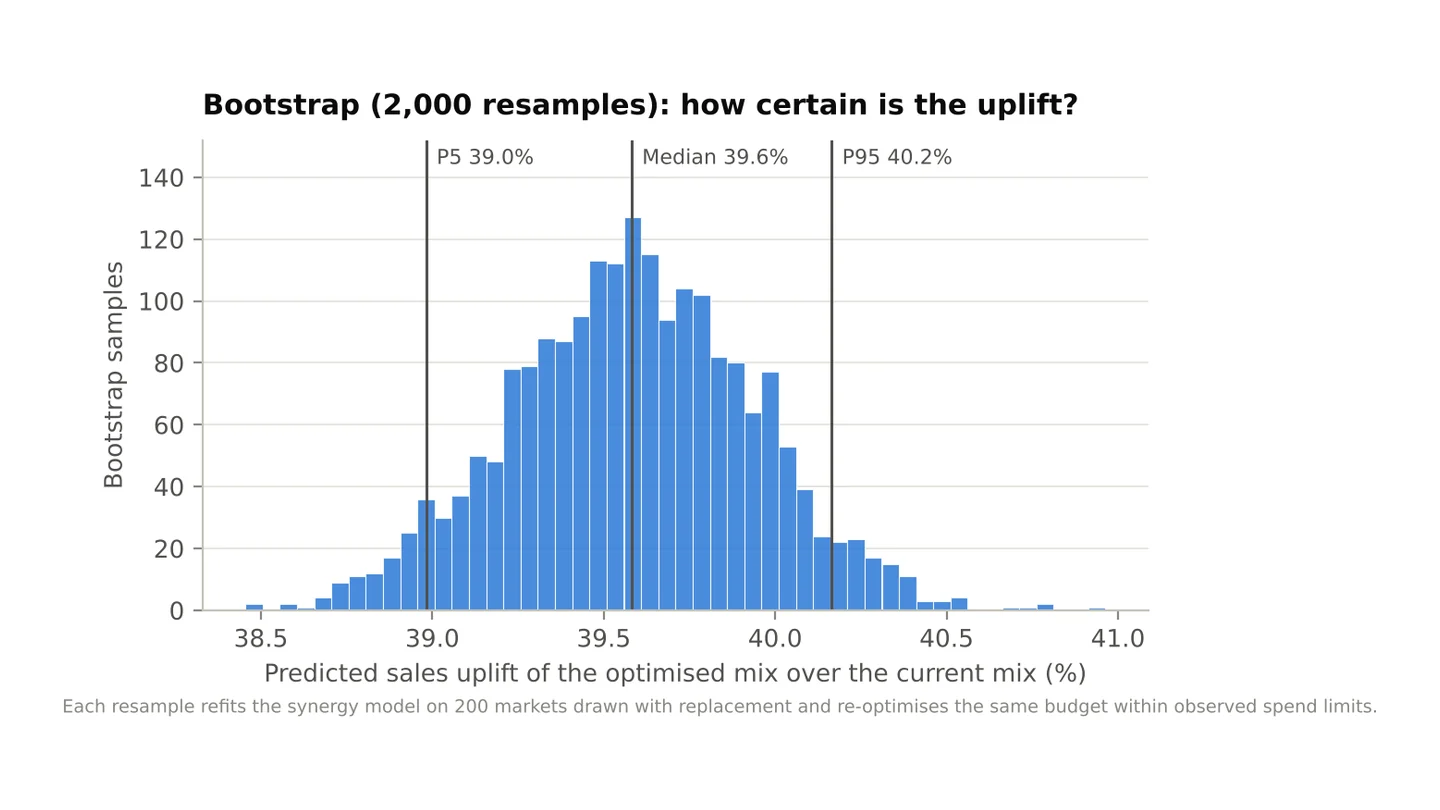 Bootstrap (2,000 resamples): how certain is the uplift?
P5 39.0%
Median 39.6%
P95 40.2%
140
120
100
80
60
40
20
0
Bootstrap samples
38.5
39.0
39.5
40.0
40.5
41.0
Predicted sales uplift of the optimised mix over the current mix (%)
Each resample refits the synergy model on 200 markets drawn with replacement and re-optimises the same budget within observed spend limits.